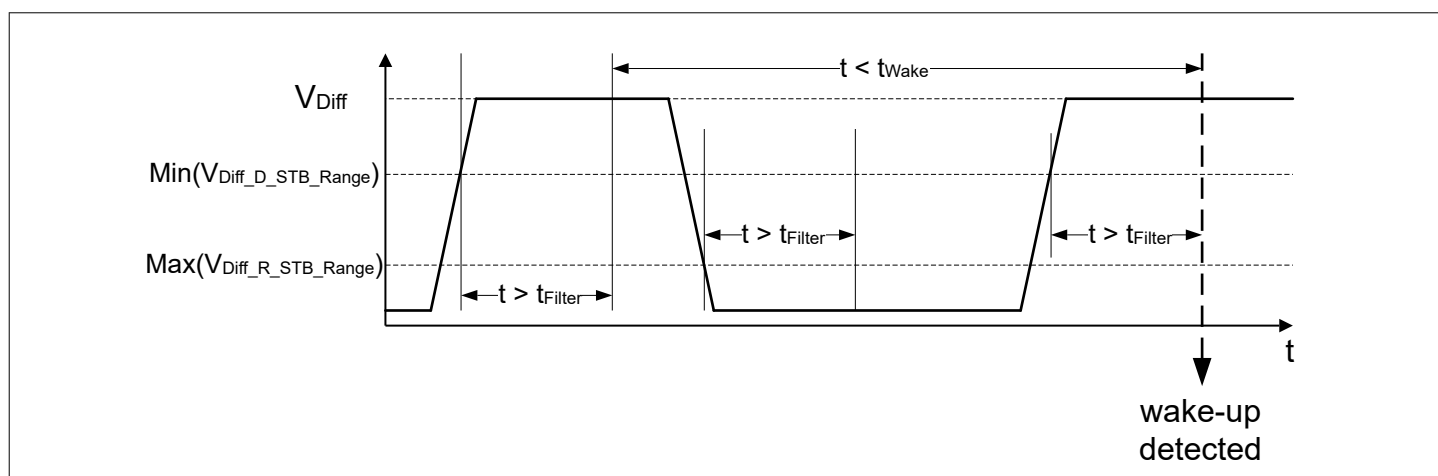 t < tWake
VDiff
Min(VDiff_D_STB_Range)
t > tFilter
t > tFilter
Max(VDiff_R_STB_Range)
t > tFilter
t
wake-up
detected